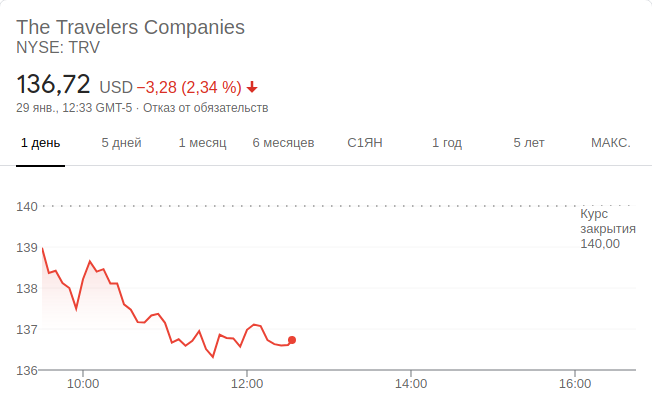 The Travelers Companies
NYSE: TRV
136,72 USD −3,28 (2,34 %)
29 янв., 12:33 GMT-5 · Отказ от обязательств
1 день 5 дней 1 месяц 6 месяцев С1ЯН 1 год 5 лет МАКС.
140
Курс
закрытия
140,00
139
138
137
136
10:00 12:00 14:00 16:00